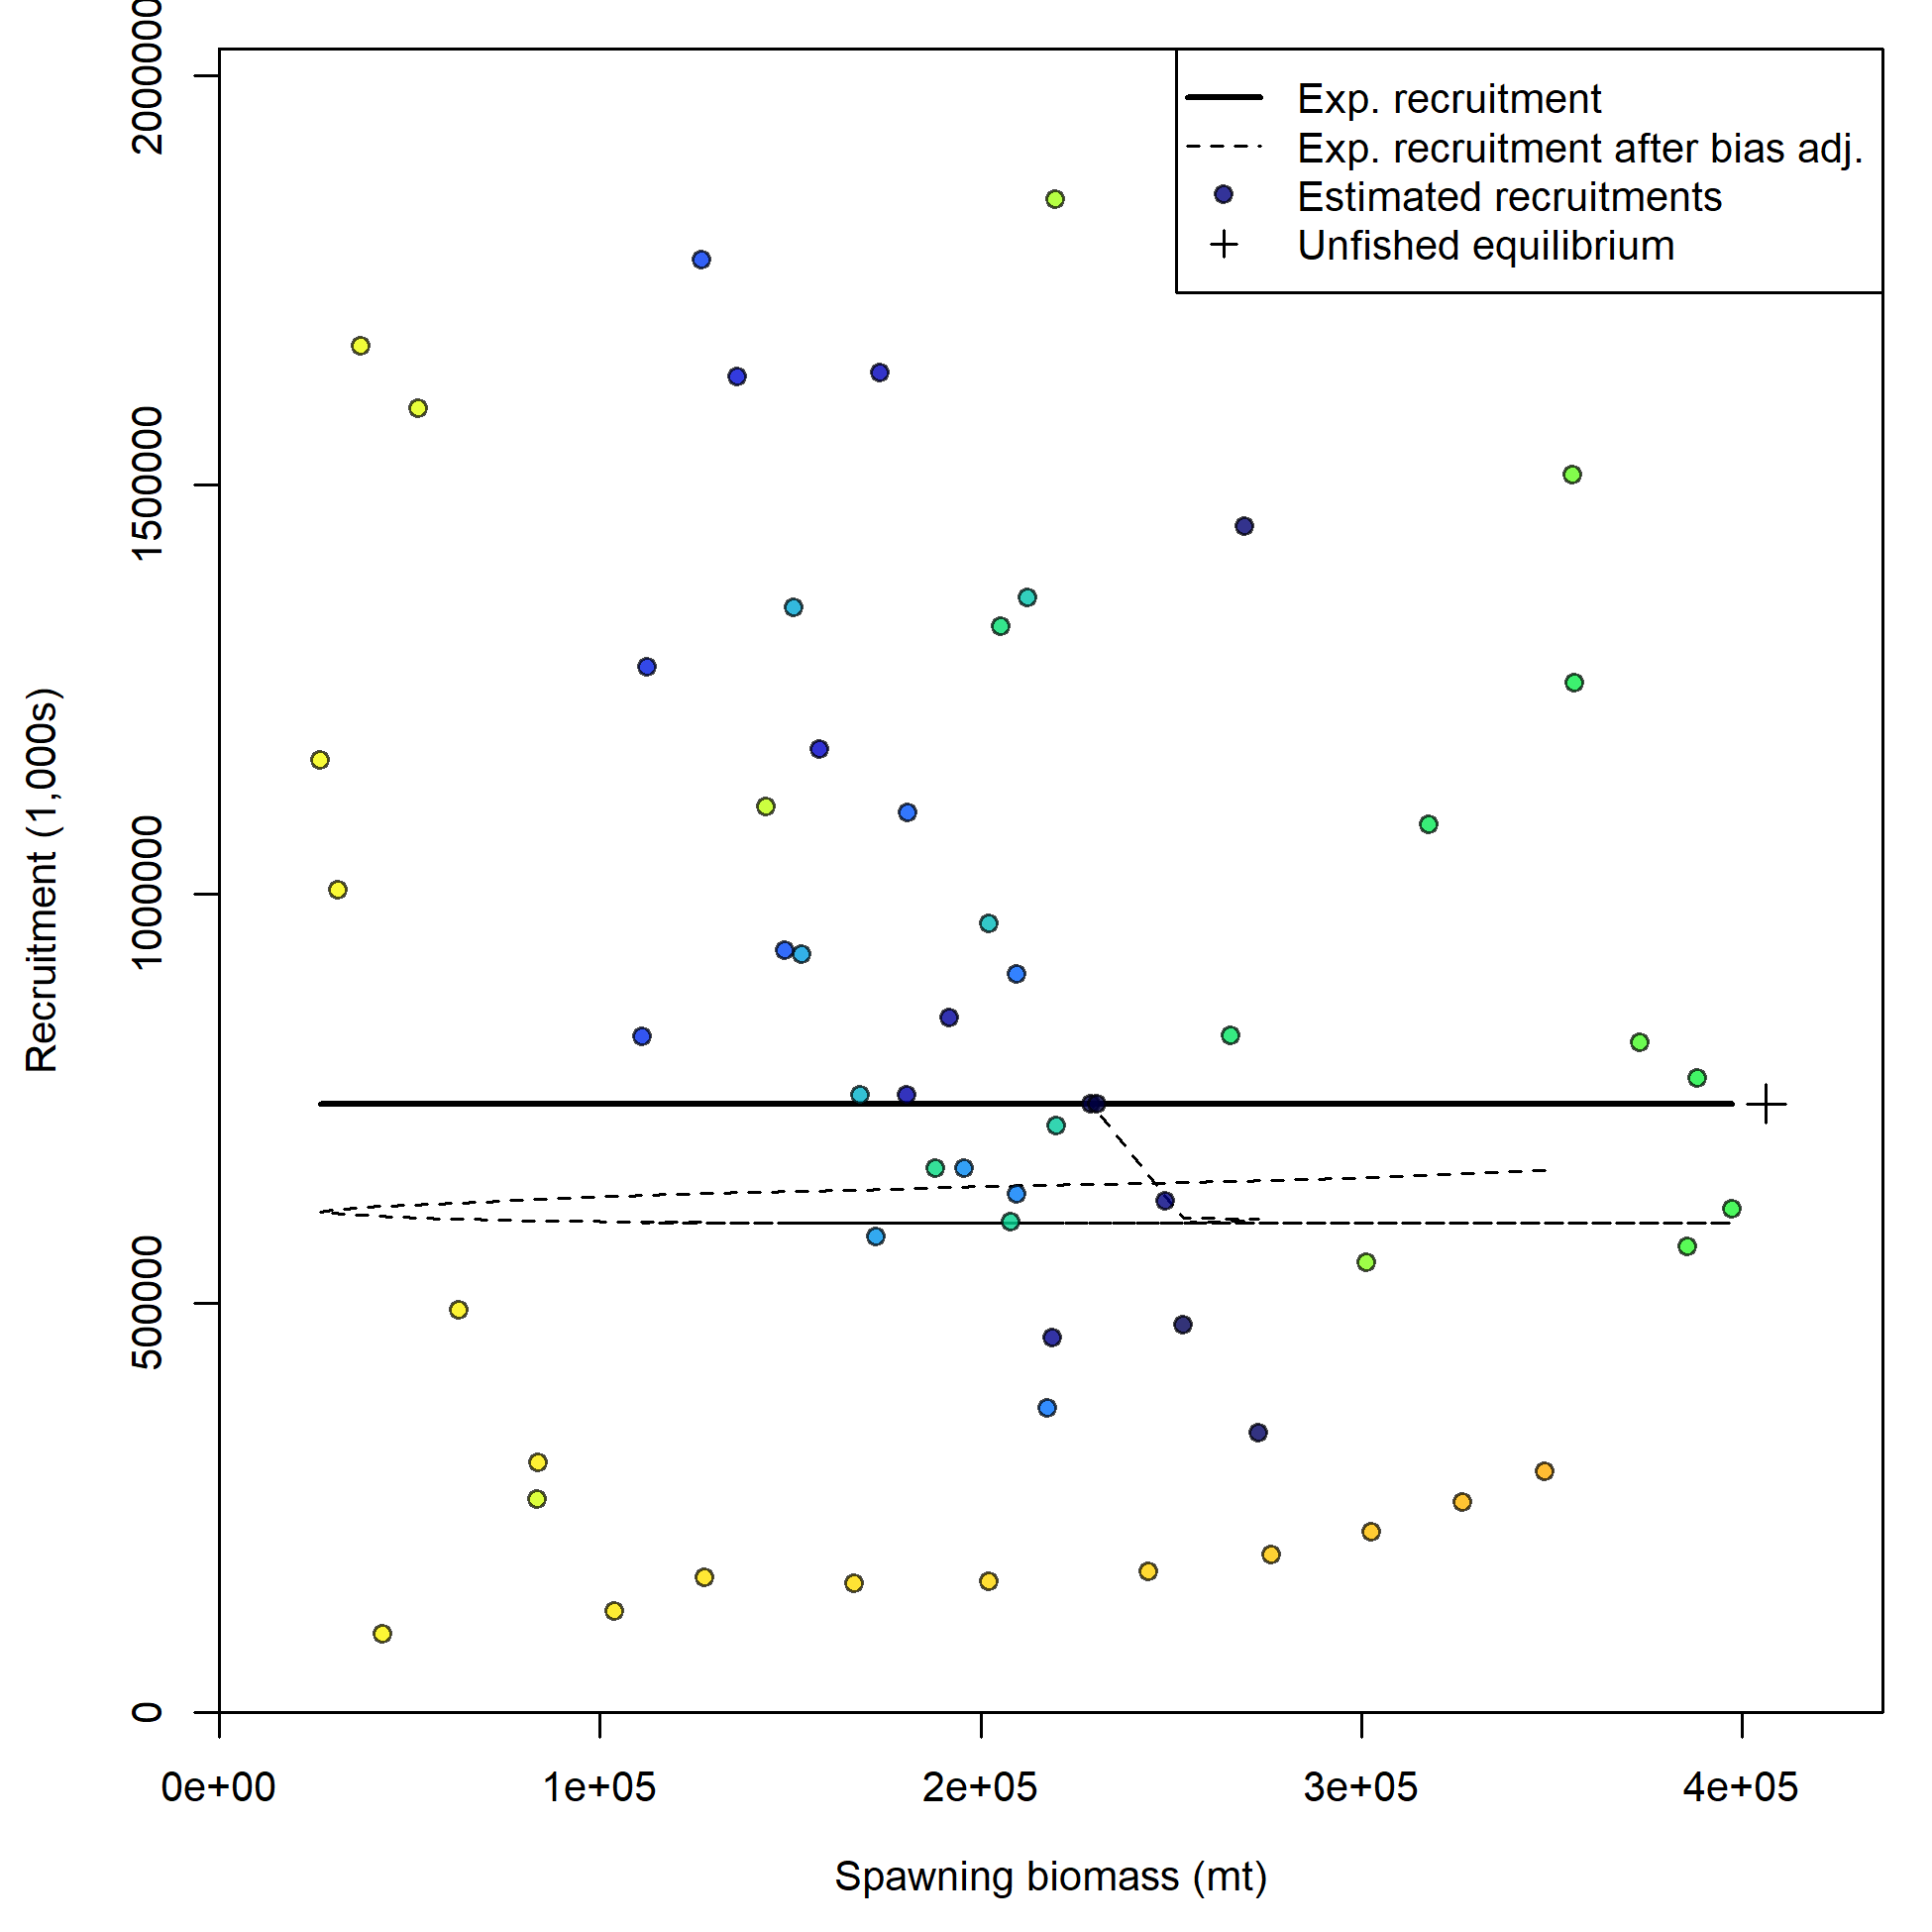 Exp. recruitment
Exp. recruitment after bias adj.
Estimated recruitments
Unfished equilibrium
Recruitment (1,000s)
2000000
1500000
1000000
500000
0
0e+00 1e+05 2e+05 3e+05 4e+05
Spawning biomass (mt)